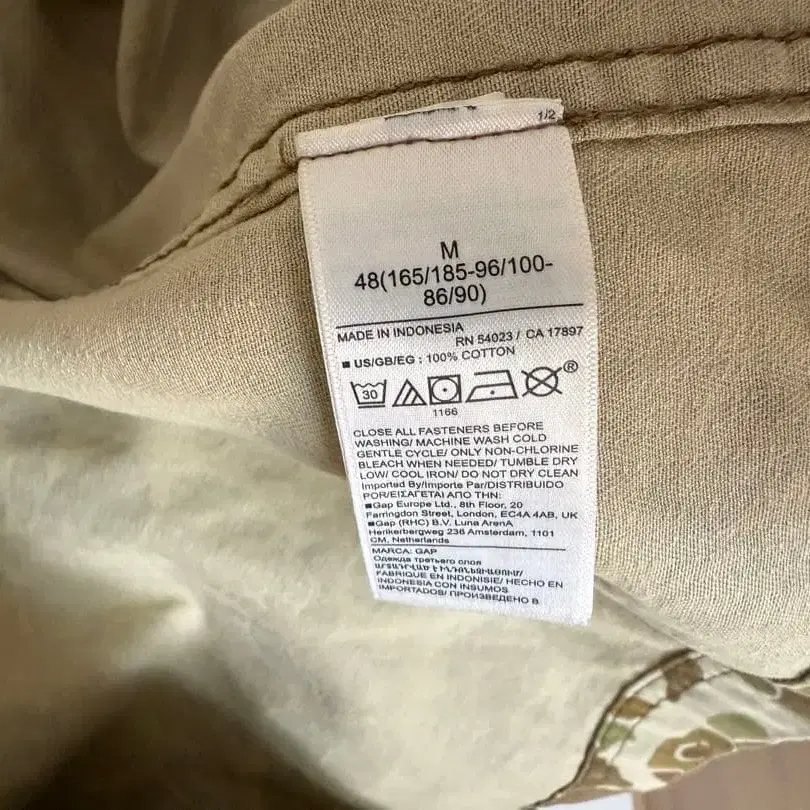 1/2
M
48(165/185-96/100-
86/90)
MADE IN INDONESIA
RN 54023 / CA 17897
■ US/GB/EG : 100% COTTON
30
®
1166
CLOSE ALL FASTENERS BEFORE
WASHING/ MACHINE WASH COLD
GENTLE CYCLE/ ONLY NON-CHLORINE
BLEACH WHEN NEEDED/ TUMBLE DRY
LOW/ COOL IRON/ DO NOT DRY CLEAN
Imported By/Importe Par/DISTRIBUIDO
POR/ΕΙΣΑΓΕΤΑΙ ΑΠΟ ΤΗΝ:
■Gap Europe Ltd., 8th Floor, 20
Farringdon Street, London, EC4A 4AB, UK
■Gap (RHC) B.V. Luna ArenA
Herikerbergweg 238 Amsterdam, 1101
CM, Netherlands
MARCA: GAP
Одежда третьего слоя
FABRIQUE EN INDONISIE/ HECHO EN
INDONESIA CON INSUMOS
IMPORTADOS/ ПРОИЗВЕДЕНО В